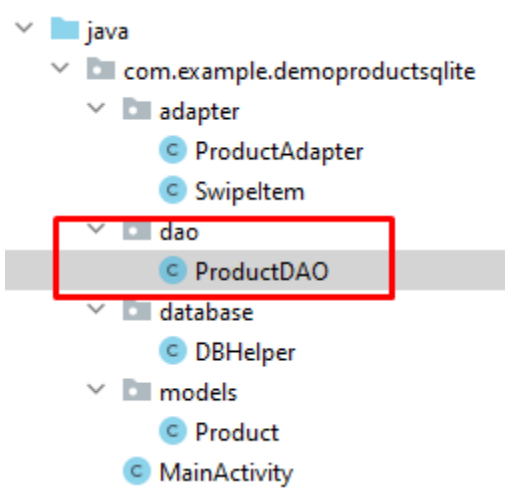 java
com.example.demoproductsqlite
adapter
C ProductAdapter
C SwipeItem
dao
C ProductDAO
database
C DBHelper
models
C Product
C MainActivity